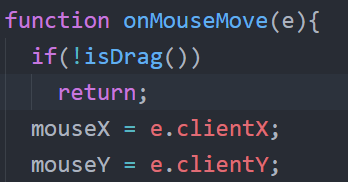 function onMouseMove(e){
if(!isDrag())
return;
mouseX = e.clientX;
mouseY = e.clientY;